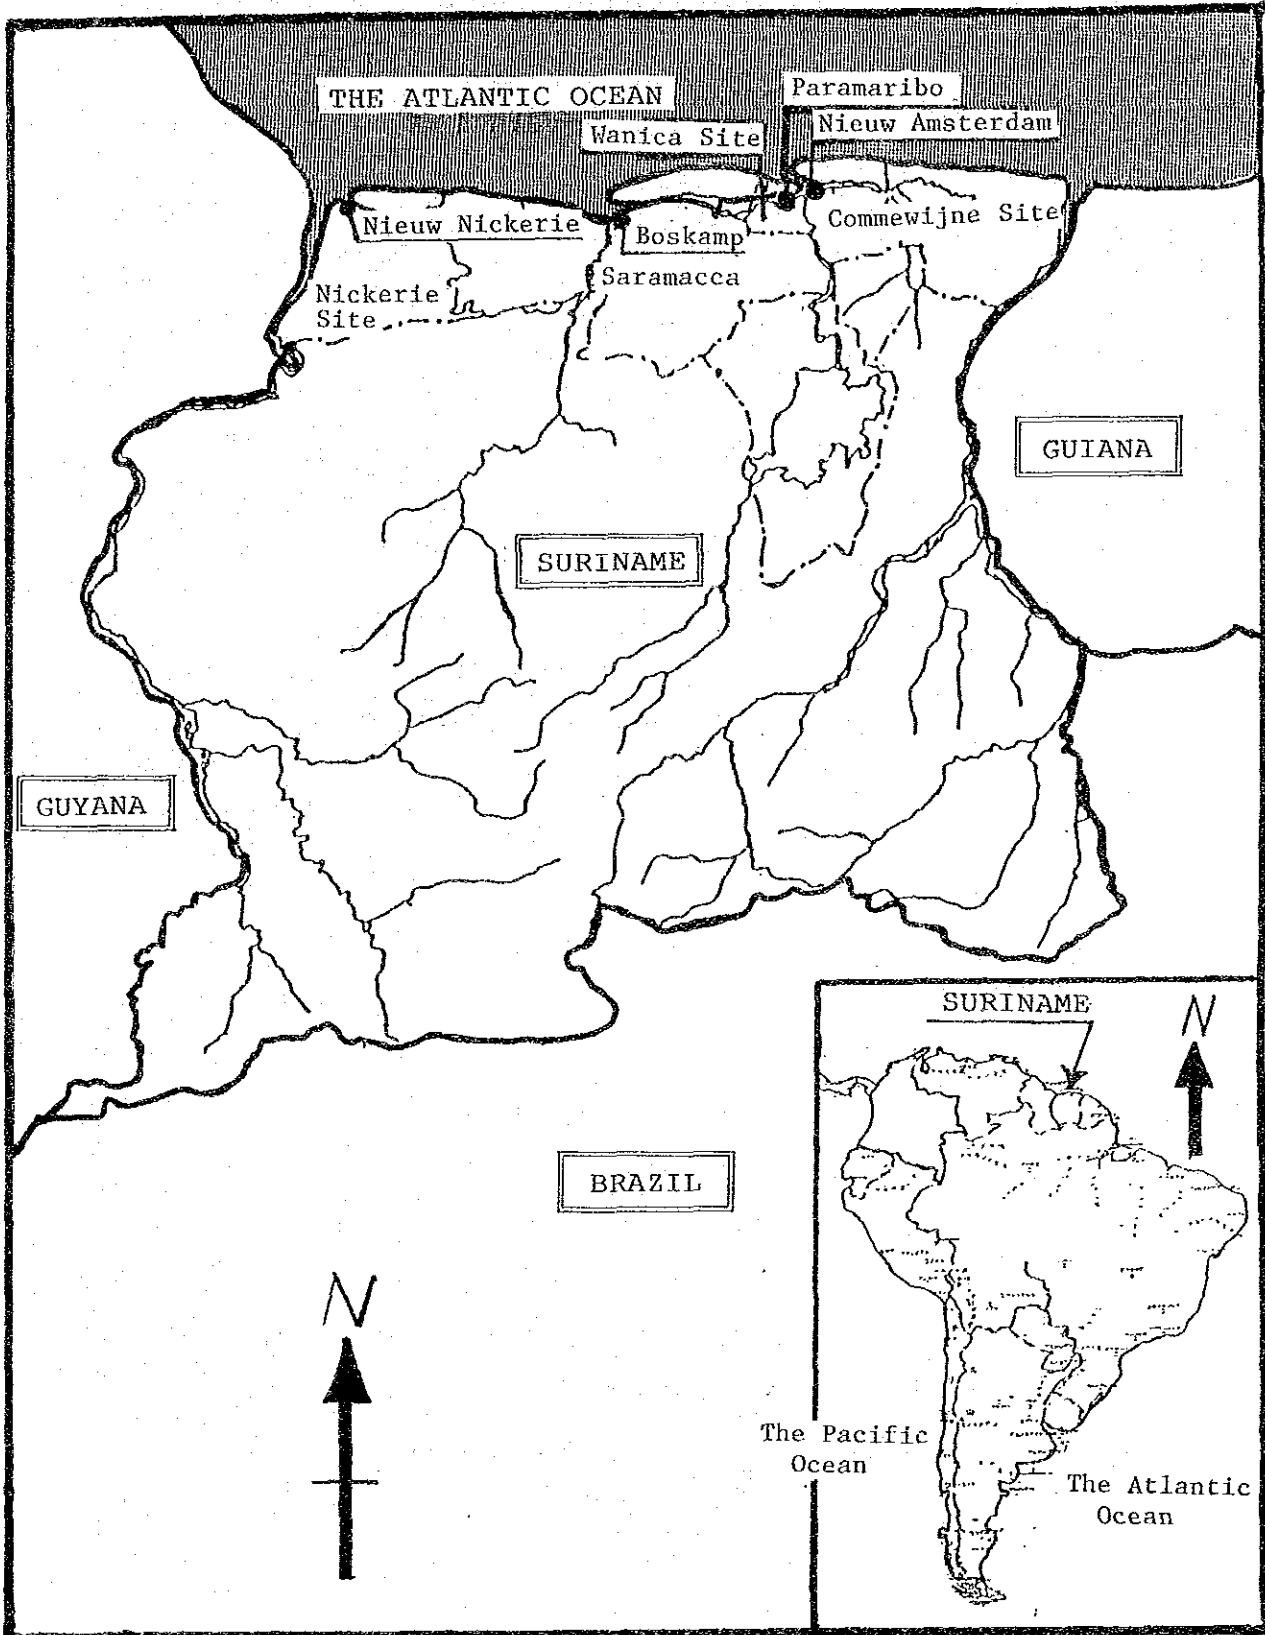 THE ATLANTIC OCEAN
Paramaribo
Wanica Site
Nieuw Amsterdam
Nieuw Nickerie
Boskamp
Commewijne Site
Saramacca
Nickerie
Site
GUIANA
SURINAME
GUYANA
BRAZIL
N
SURINAME
N
The Pacific
Ocean
The Atlantic
Ocean